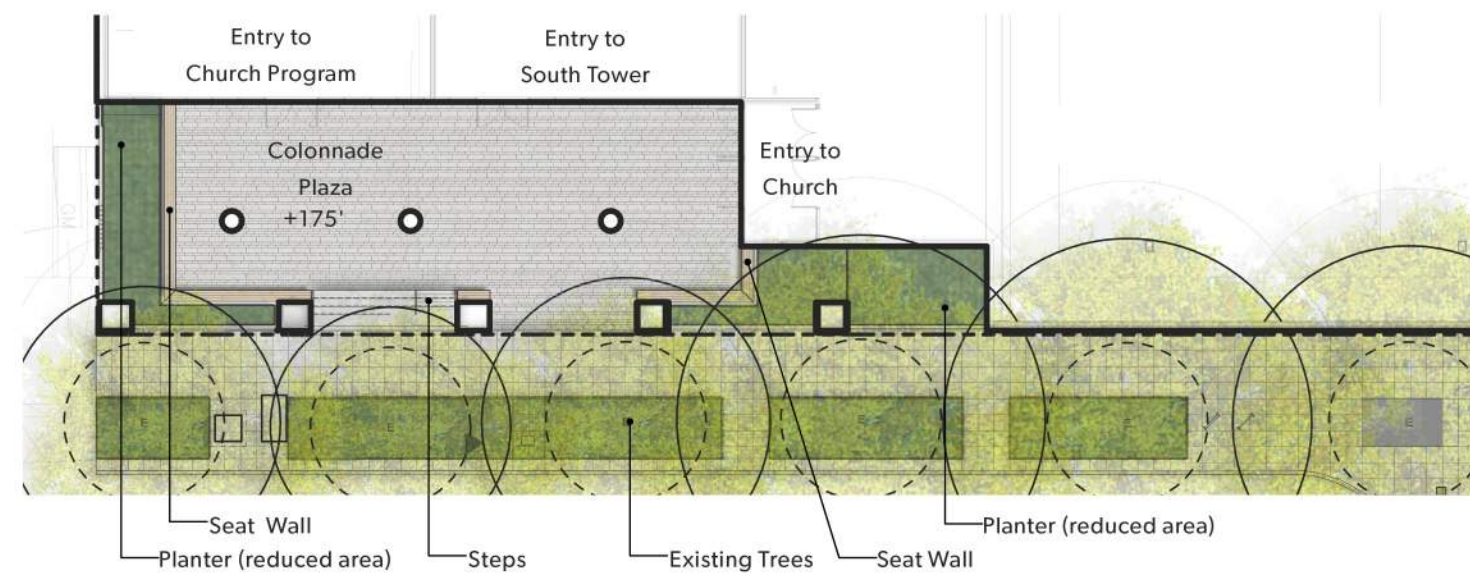 Entry to
Church Program
Entry to
South Tower
Colonnade
Plaza
+175'
Entry to
Church
GM
E
E
E
E
E
E
Seat Wall
Planter (reduced area)
Steps
Existing Trees
Seat Wall
Planter (reduced area)